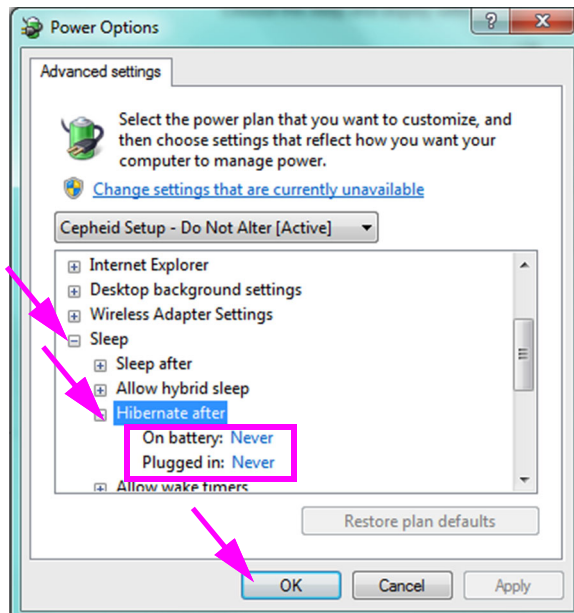 Power Options
Advanced settings
Select the power plan that you want to customize, and
then choose settings that reflect how you want your
computer to manage power.
Change settings that are currently unavailable
Cepheid Setup - Do Not Alter [Active]
Internet Explorer
Desktop background settings
Wireless Adapter Settings
Sleep
Sleep after
Allow hybrid sleep
Hibernate after
On battery: Never
Plugged in: Never
Allow wake timers
Restore plan defaults
OK Cancel Apply